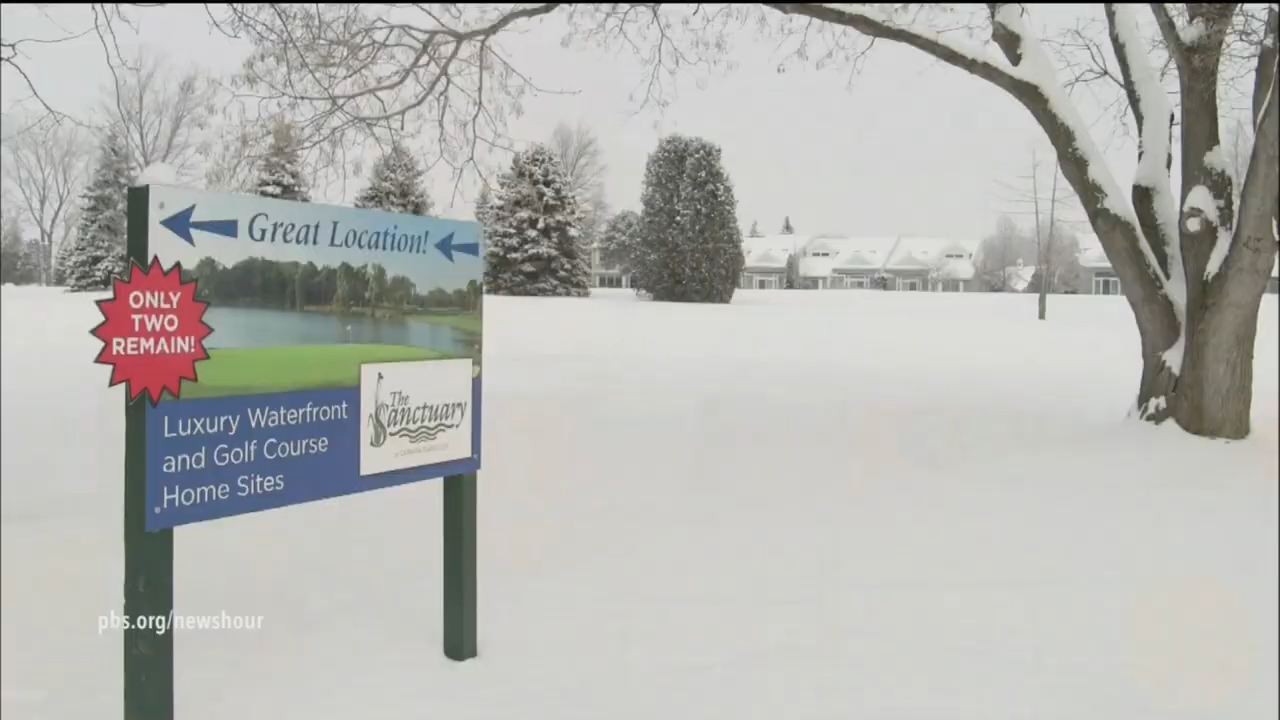 Great Location!
ONLY
TWO
REMAIN!
The
Sanctuary
Luxury Waterfront
and Golf Course
Home Sites
pbs.org/newshour